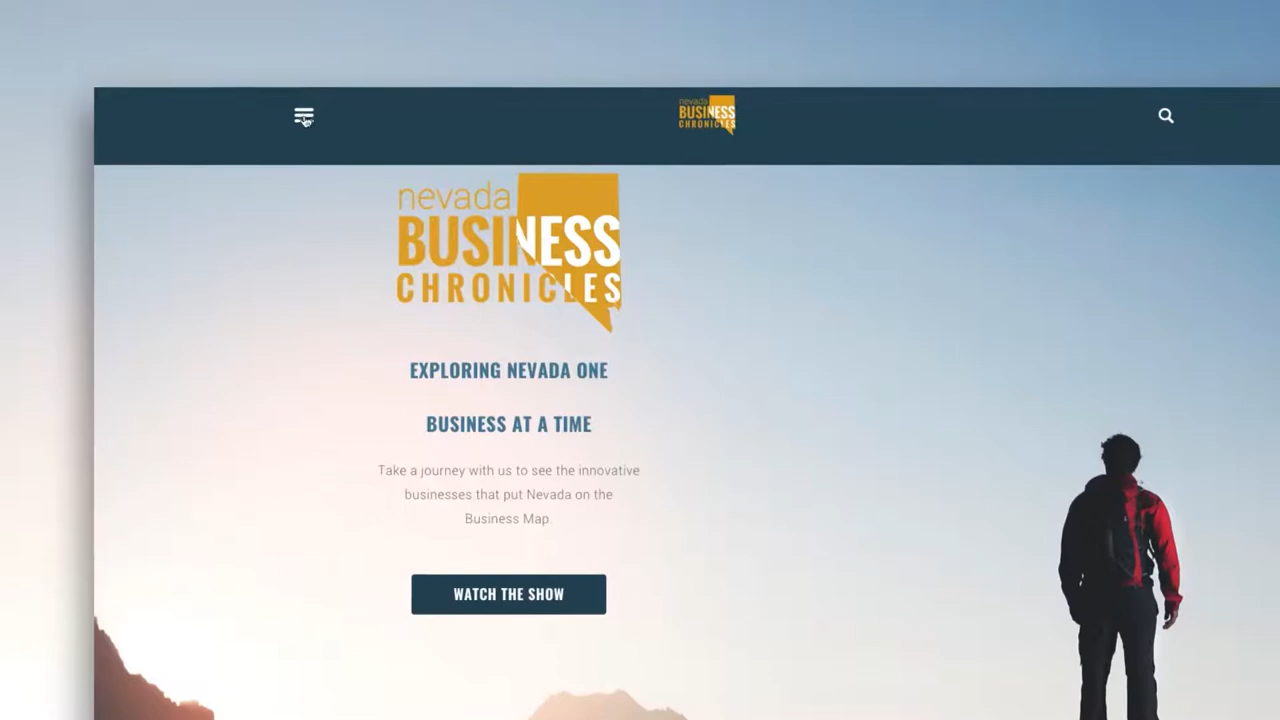 nevada
BUSINESS
CHRONICLES
nevada
BUSINESS
CHRONICLES
EXPLORING NEVADA ONE
BUSINESS AT A TIME
Take a journey with us to see the innovative
businesses that put Nevada on the
Business Map.
WATCH THE SHOW